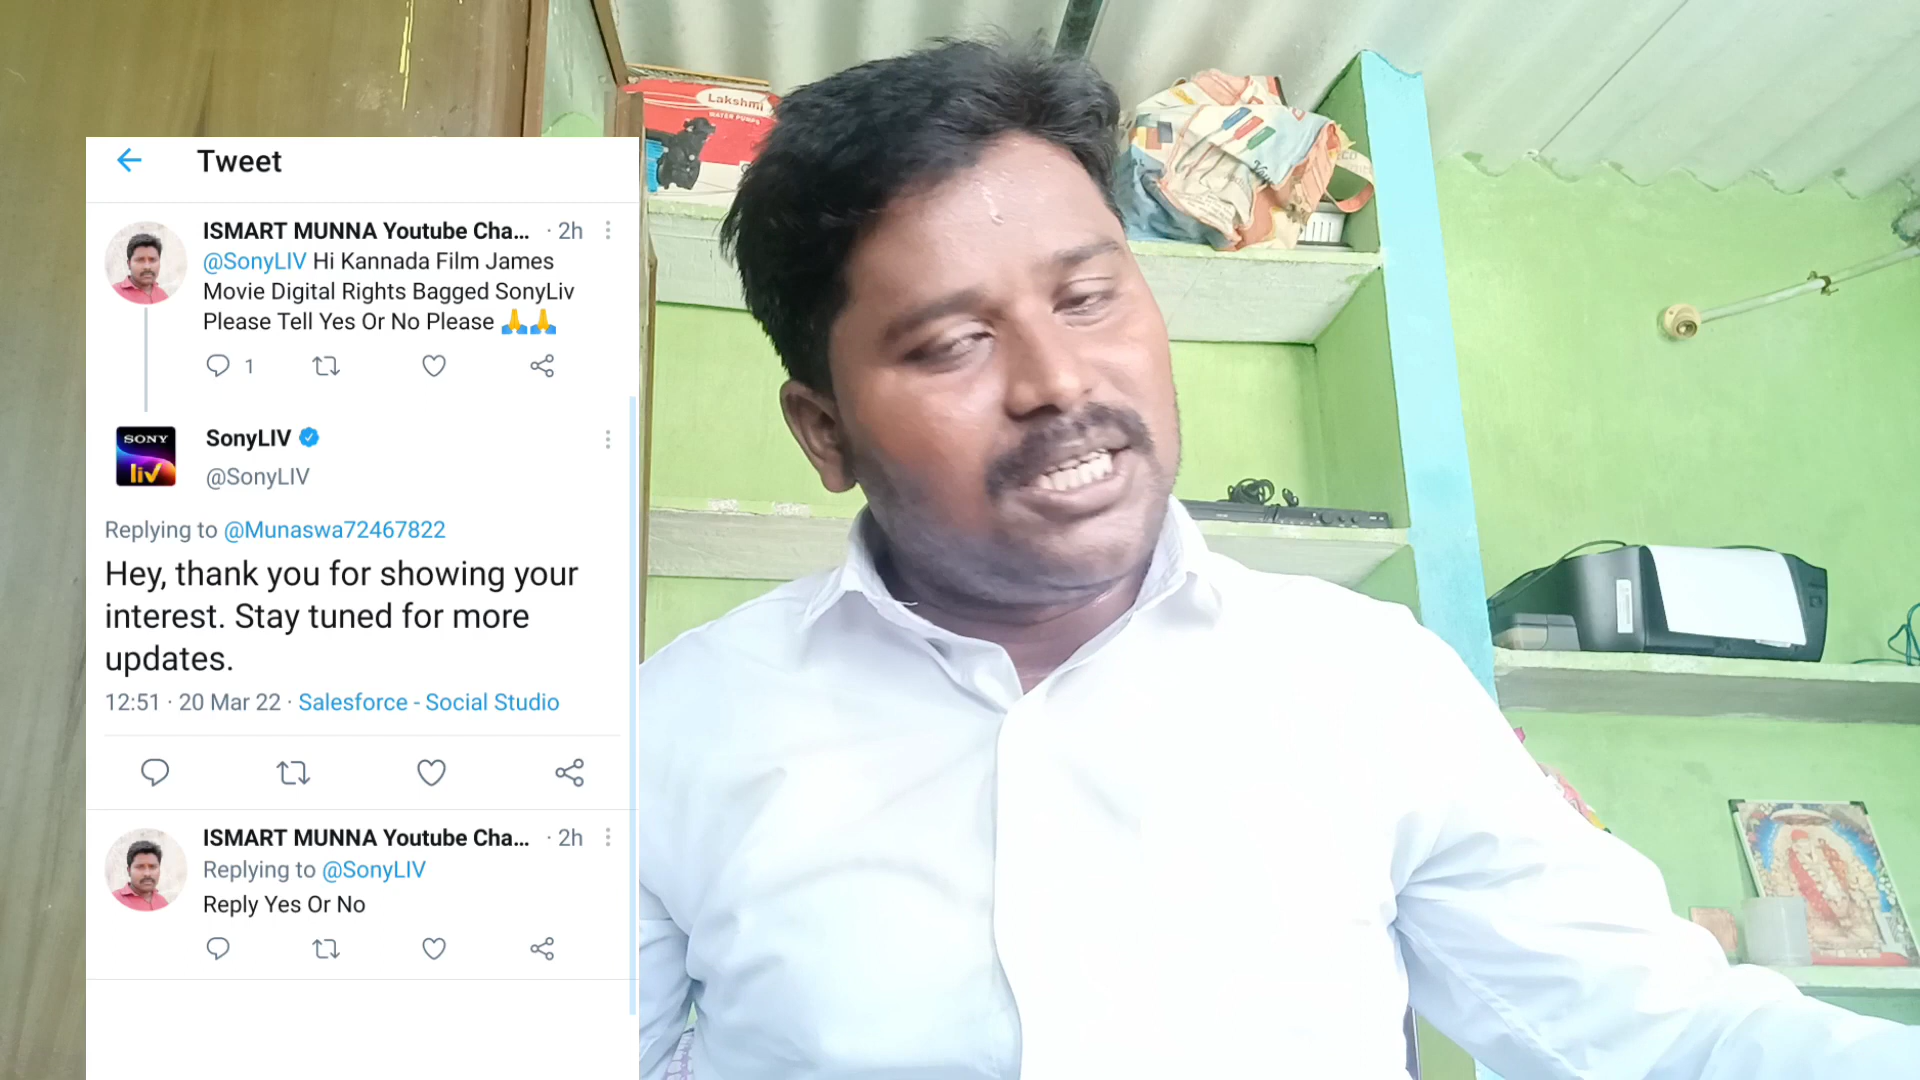 Tweet
ISMART MUNNA Youtube Cha... · 2h
@SonyLIV Hi Kannada Film James
Movie Digital Rights Bagged SonyLiv
Please Tell Yes Or No Please 🙏🙏
1
SONY
liv
SonyLIV
@SonyLIV
Replying to @Munaswa72467822
Hey, thank you for showing your
interest. Stay tuned for more
updates.
12:51 · 20 Mar 22 · Salesforce - Social Studio
ISMART MUNNA Youtube Cha... · 2h
Replying to @SonyLIV
Reply Yes Or No
Lakshmi
WATER PUMPS